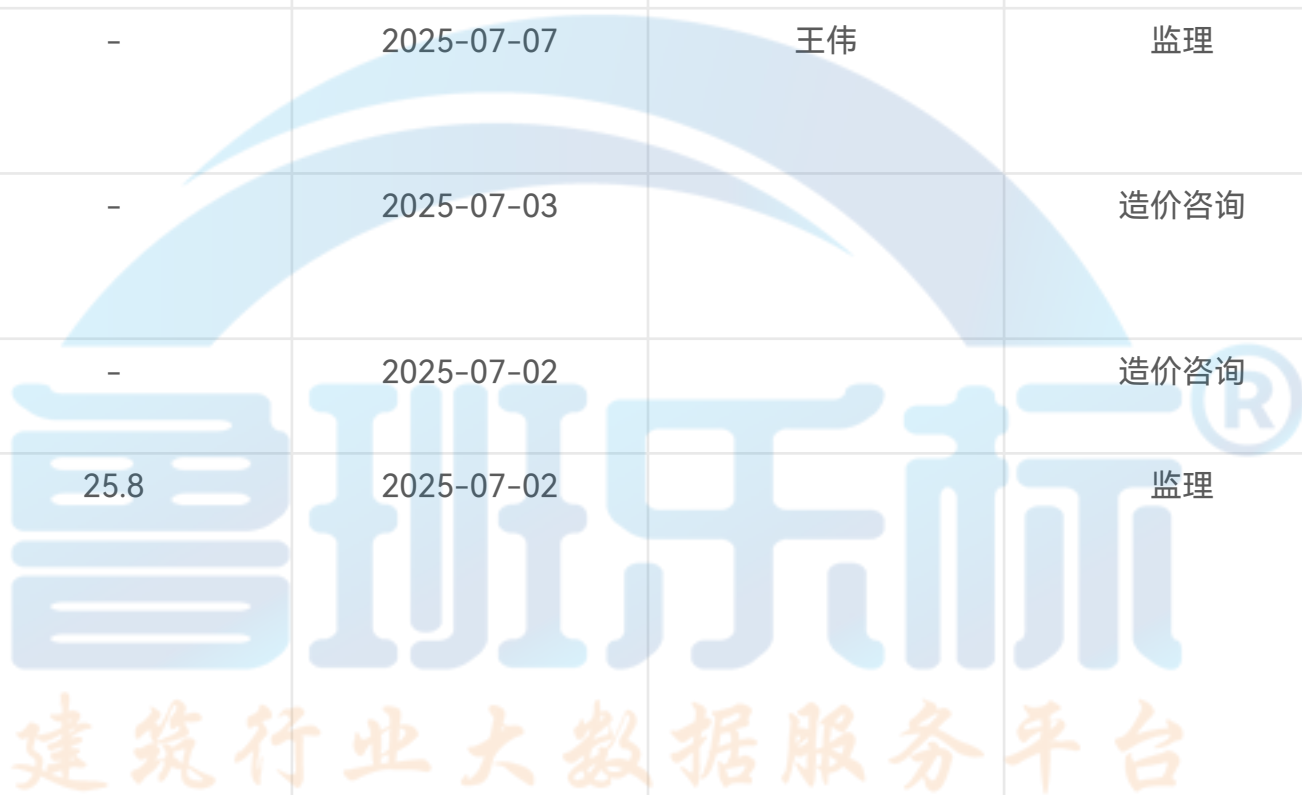 - 2025-07-07 王伟 监理
- 2025-07-03 造价咨询
- 2025-07-02 造价咨询
25.8 2025-07-02 监理
鲁班乐标®
建筑行业大数据服务平台